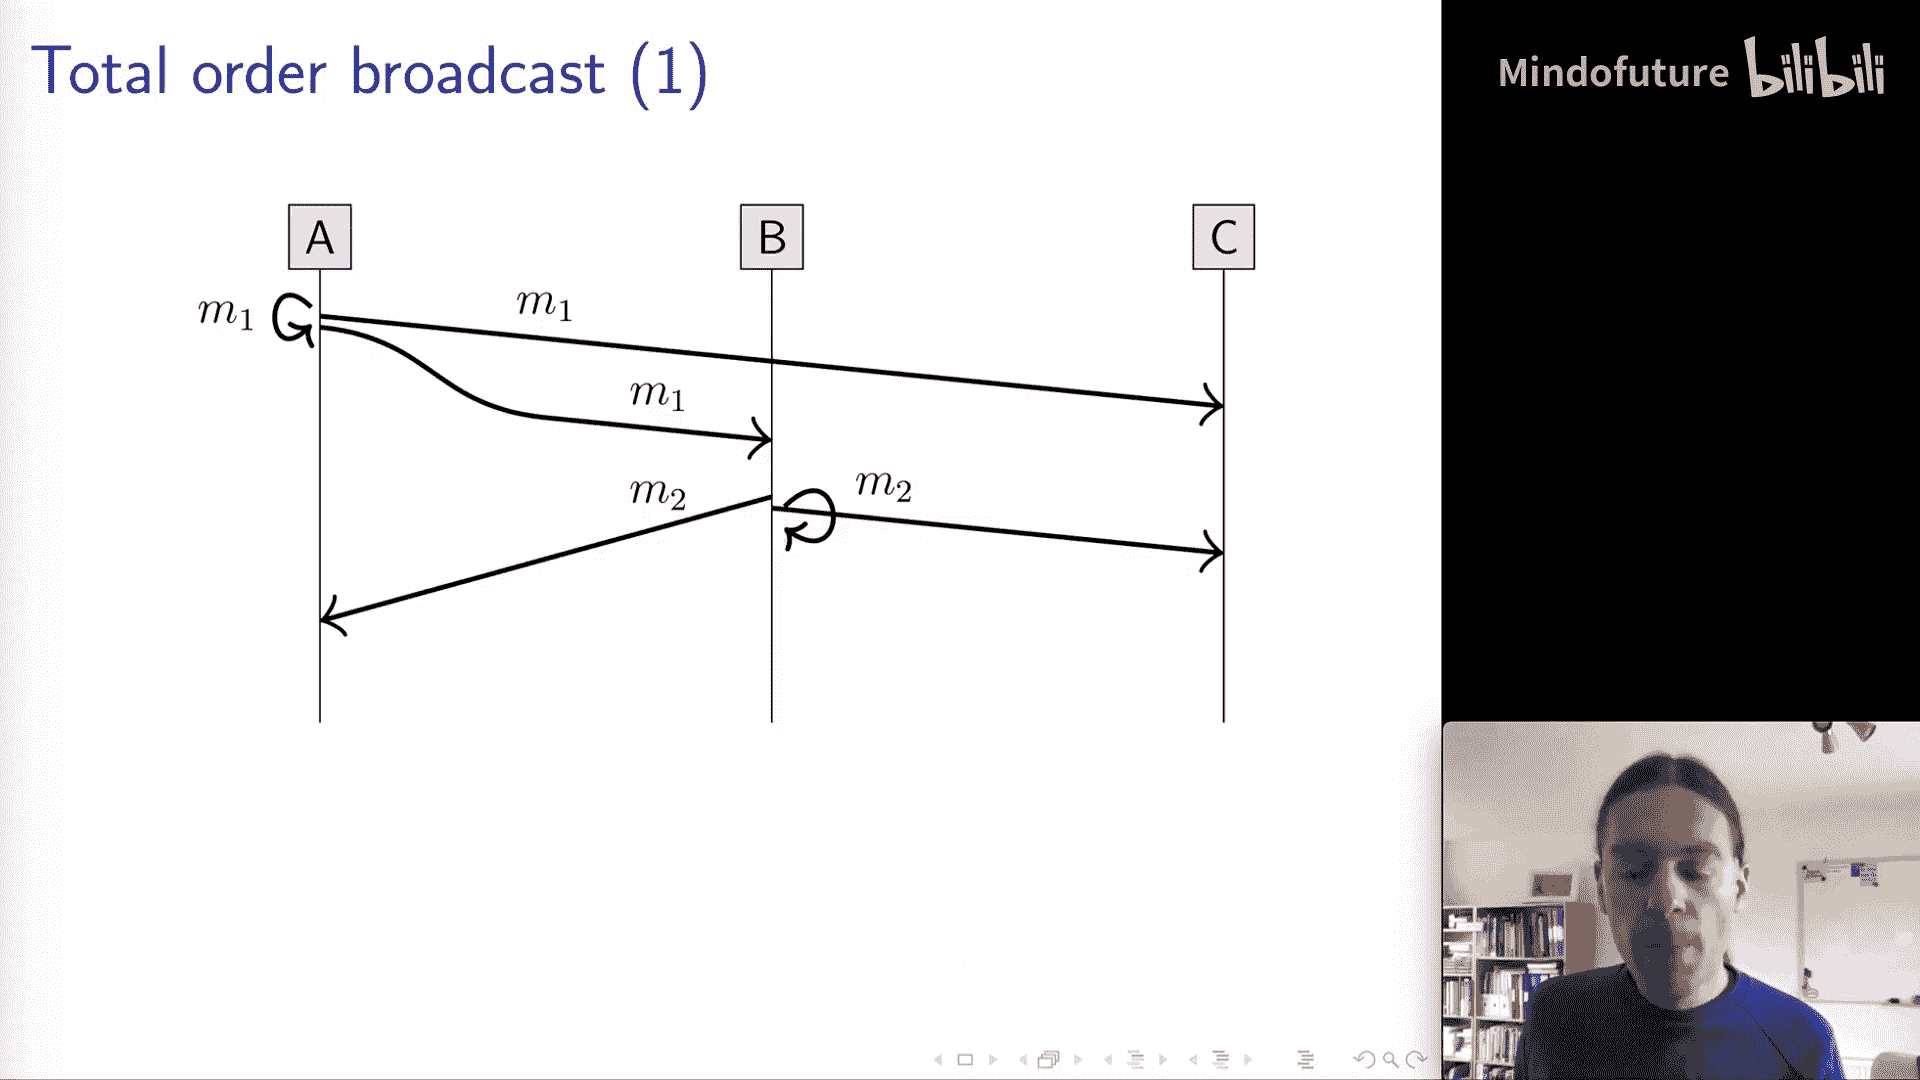 Total order broadcast (1)
Mindofuture bilibili
A
B
C
m₁
m₁
m₁
m₂
m₂